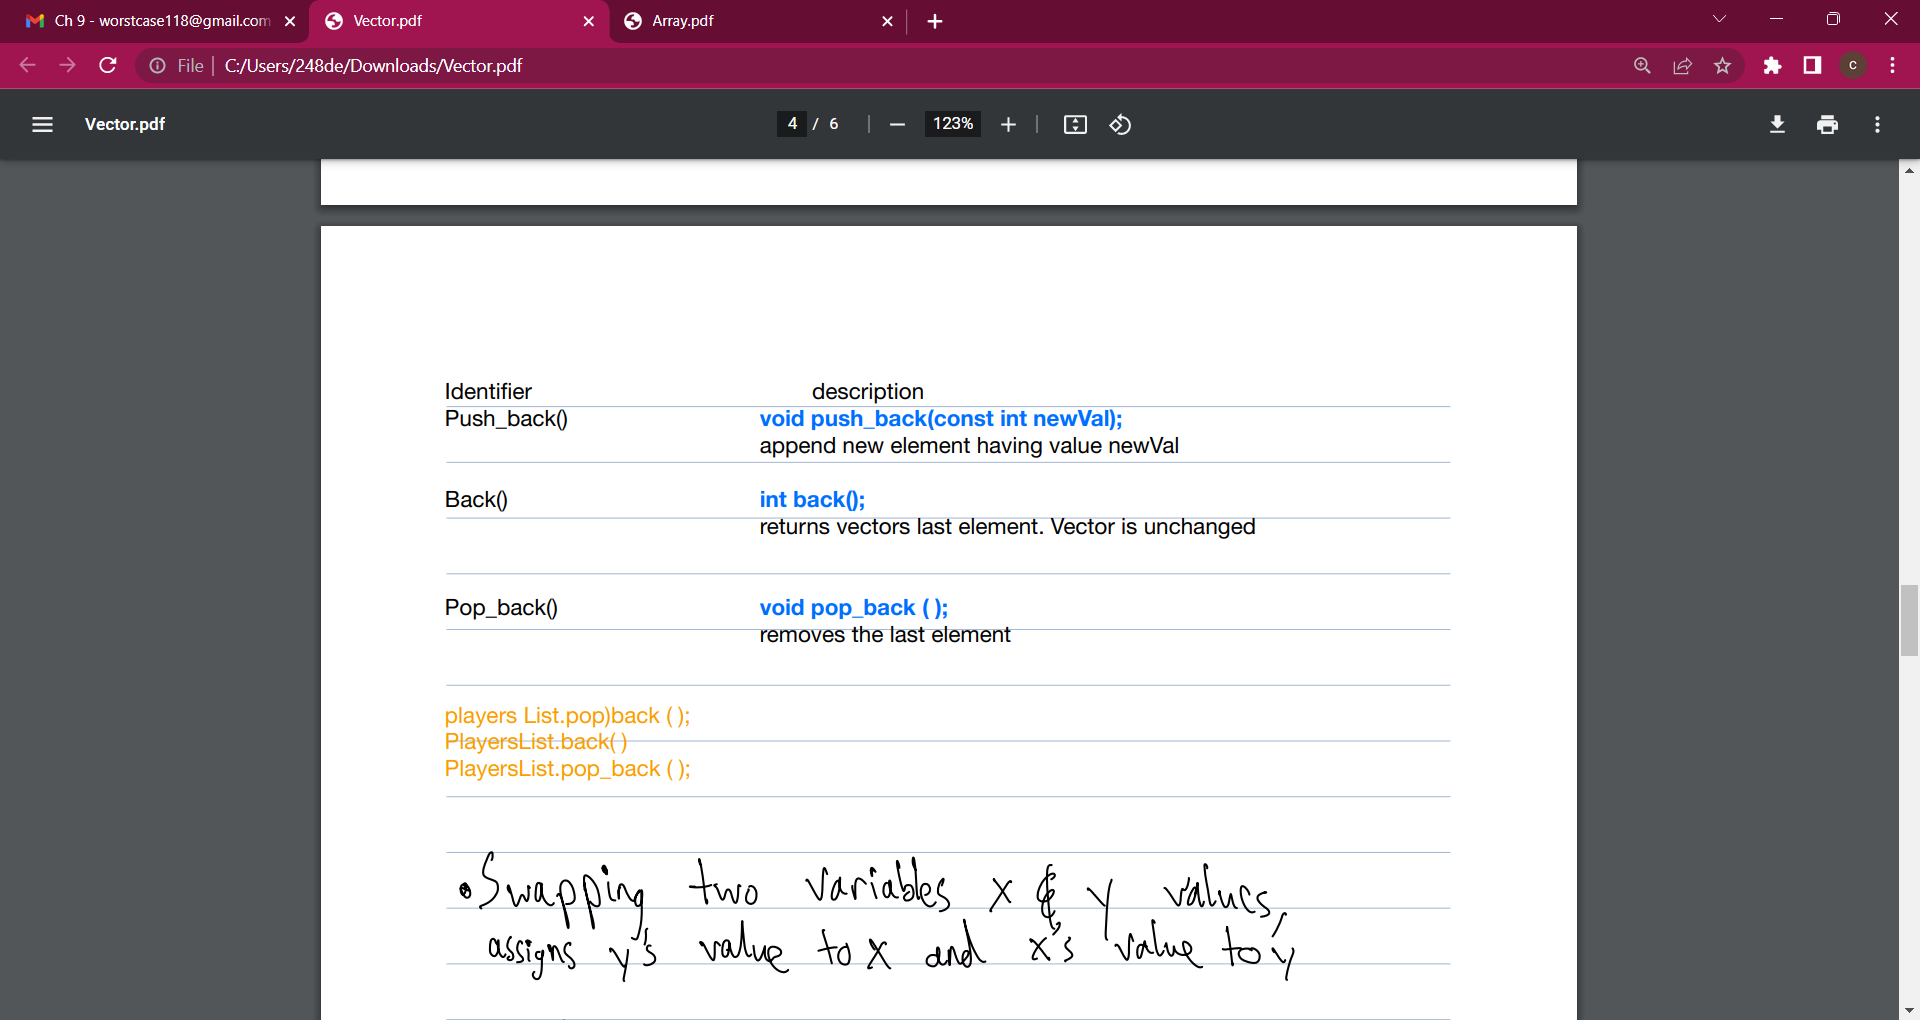 Ch 9 - worstcase118@gmail.com
Vector.pdf
Array.pdf
File | C:/Users/248de/Downloads/Vector.pdf
c
Vector.pdf
4 / 6
123%
Identifier description
Push_back() void push_back(const int newVal);
append new element having value newVal
Back() int back();
returns vectors last element. Vector is unchanged
Pop_back() void pop_back ( );
removes the last element
players List.pop)back ( );
PlayersList.back( )
PlayersList.pop_back ( );
• Swapping two variables x & y values,
assigns y's value to x and x's value to y